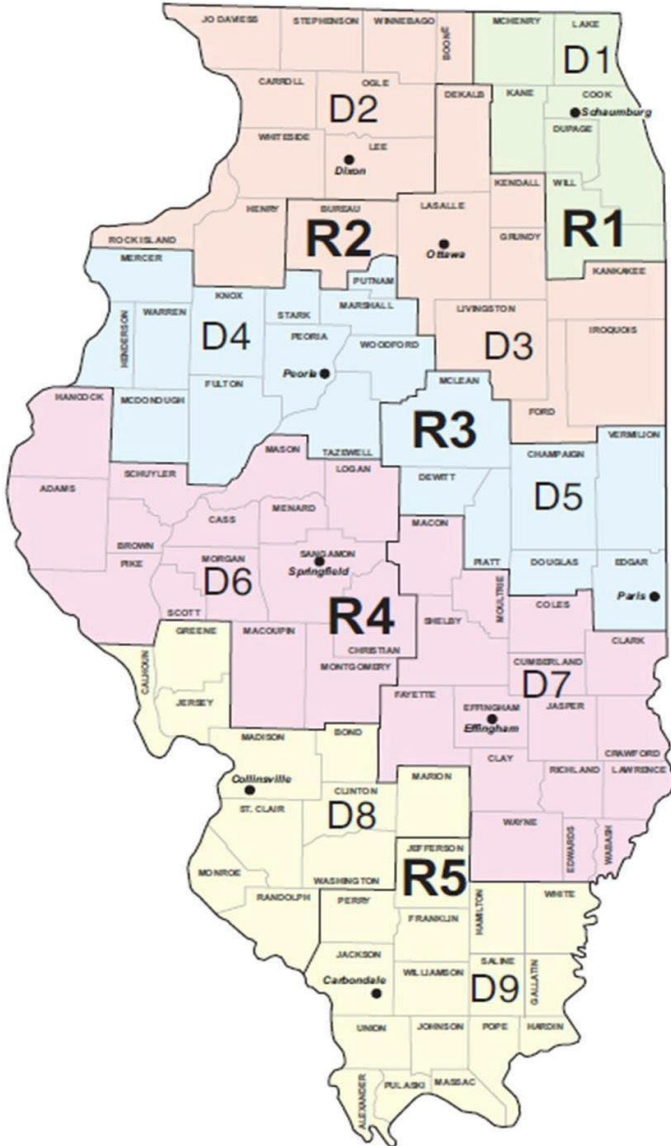 JO DAVIESS
STEPHENSON
WINNEBAGO
BOONE
MCHENRY
LAKE
D1
CARROLL
OGLE
D2
DEKALB
KANE
COOK
Schaumburg
DUPAGE
WHITESIDE
LEE
Dixon
KENDALL
WILL
HENRY
BUREAU
LASALLE
R2
R1
ROCK ISLAND
Ottawa
GRUNDY
MERCER
PUTNAM
KANKAKEE
KNOX
STARK
MARSHALL
LIVINGSTON
HENDERSON
WARREN
D4
PEORIA
WOODFORD
D3
IROQUOIS
Peoria
MCLEAN
HANCOCK
MCDONOUGH
FULTON
R3
FORD
VERMILION
MASON
TAZEWELL
CHAMPAIGN
SCHUYLER
LOGAN
DEWITT
ADAMS
D5
CASS
MENARD
MACON
BROWN
PIKE
MORGAN
SANGAMON
Springfield
PIATT
DOUGLAS
EDGAR
D6
MOULTRIE
Paris
SCOTT
R4
SHELBY
COLES
GREENE
MACOUPIN
CHRISTIAN
CLARK
CALHOUN
MONTGOMERY
CUMBERLAND
D7
JERSEY
FAYETTE
EFFINGHAM
Effingham
JASPER
MADISON
BOND
CLAY
CRAWFORD
Collinsville
MARION
RICHLAND
LAWRENCE
CLINTON
ST. CLAIR
D8
WAYNE
EDWARDS
WABASH
JEFFERSON
MONROE
R5
WASHINGTON
RANDOLPH
PERRY
HAMILTON
WHITE
FRANKLIN
JACKSON
SALINE
WILLIAMSON
GALLATIN
Carbondale
D9
UNION
JOHNSON
POPE
HARDIN
ALEXANDER
PULASKI
MASSAC